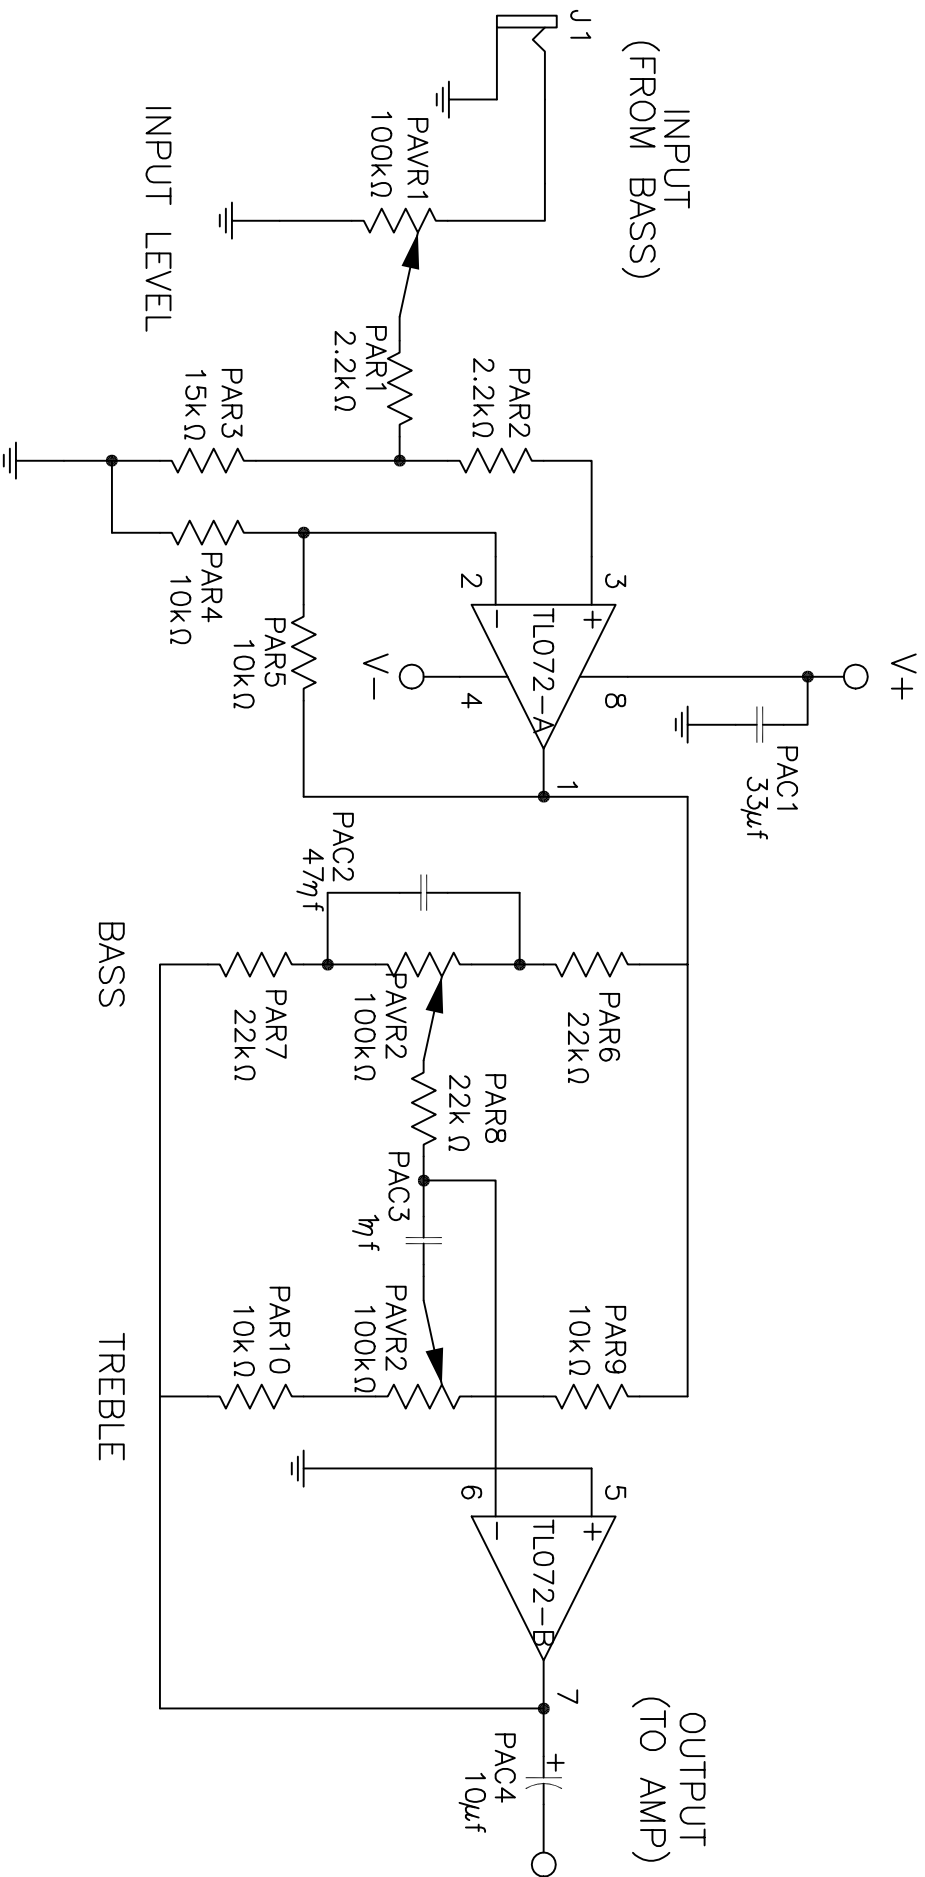 INPUT
(FROM BASS)
J1
PAVR1
100kΩ
INPUT LEVEL
PAR1
2.2kΩ
PAR2
2.2kΩ
PAR3
15kΩ
PAR4
10kΩ
PAR5
10kΩ
3
2
+
−
TL072-A
8
4
V+
V−
1
PAC1
33µf
PAC2
47ηf
PAR6
22kΩ
PAVR2
100kΩ
PAR7
22kΩ
BASS
PAR8
22kΩ
PAC3
1ηf
PAR9
10kΩ
PAVR2
100kΩ
PAR10
10kΩ
TREBLE
5
6
+
−
TL072-B
7
OUTPUT
(TO AMP)
+
PAC4
10µf